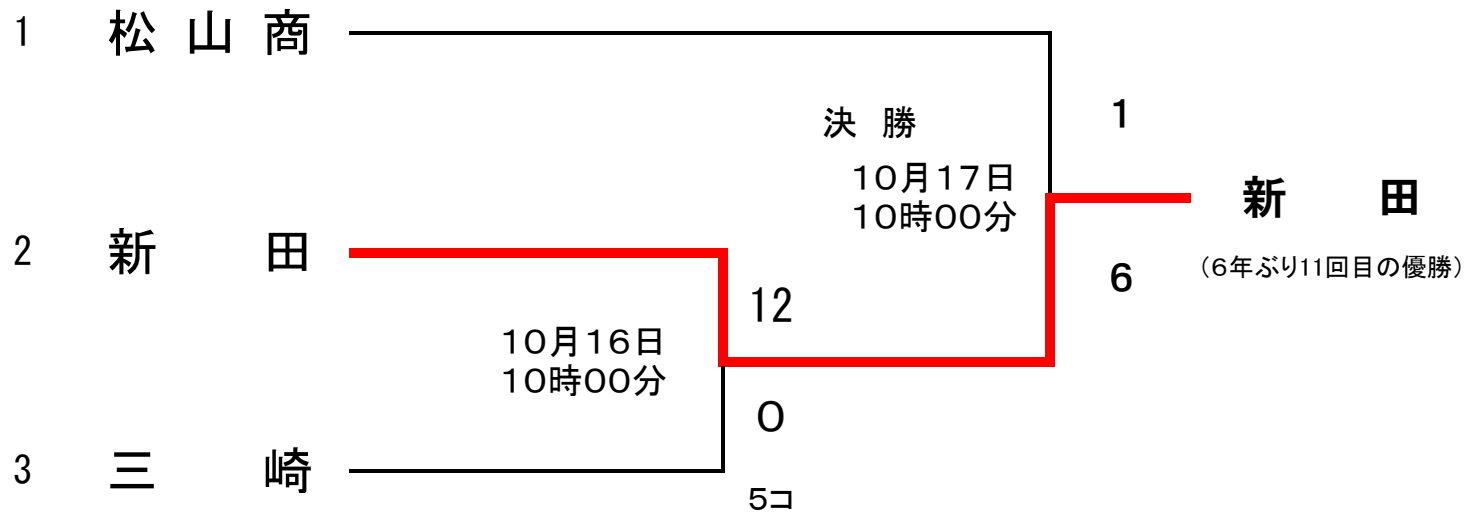 1 松山商
決 勝
10月17日
10時00分
1
新 田
6
(6年ぶり11回目の優勝)
2 新 田
12
10月16日
10時00分
0
3 三 崎
5コ